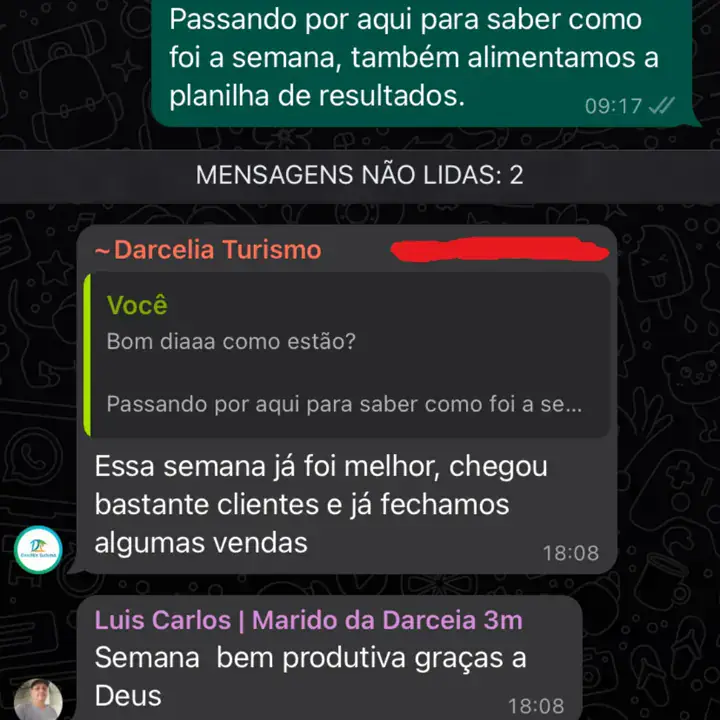 Passando por aqui para saber como
foi a semana, também alimentamos a
planilha de resultados.
09:17
MENSAGENS NÃO LIDAS: 2
~Darcelia Turismo
Você
Bom diaaa como estão?
Passando por aqui para saber como foi a se...
Essa semana já foi melhor, chegou
bastante clientes e já fechamos
algumas vendas
18:08
Luis Carlos | Marido da Darceia 3m
Semana  bem produtiva graças a
Deus
18:08